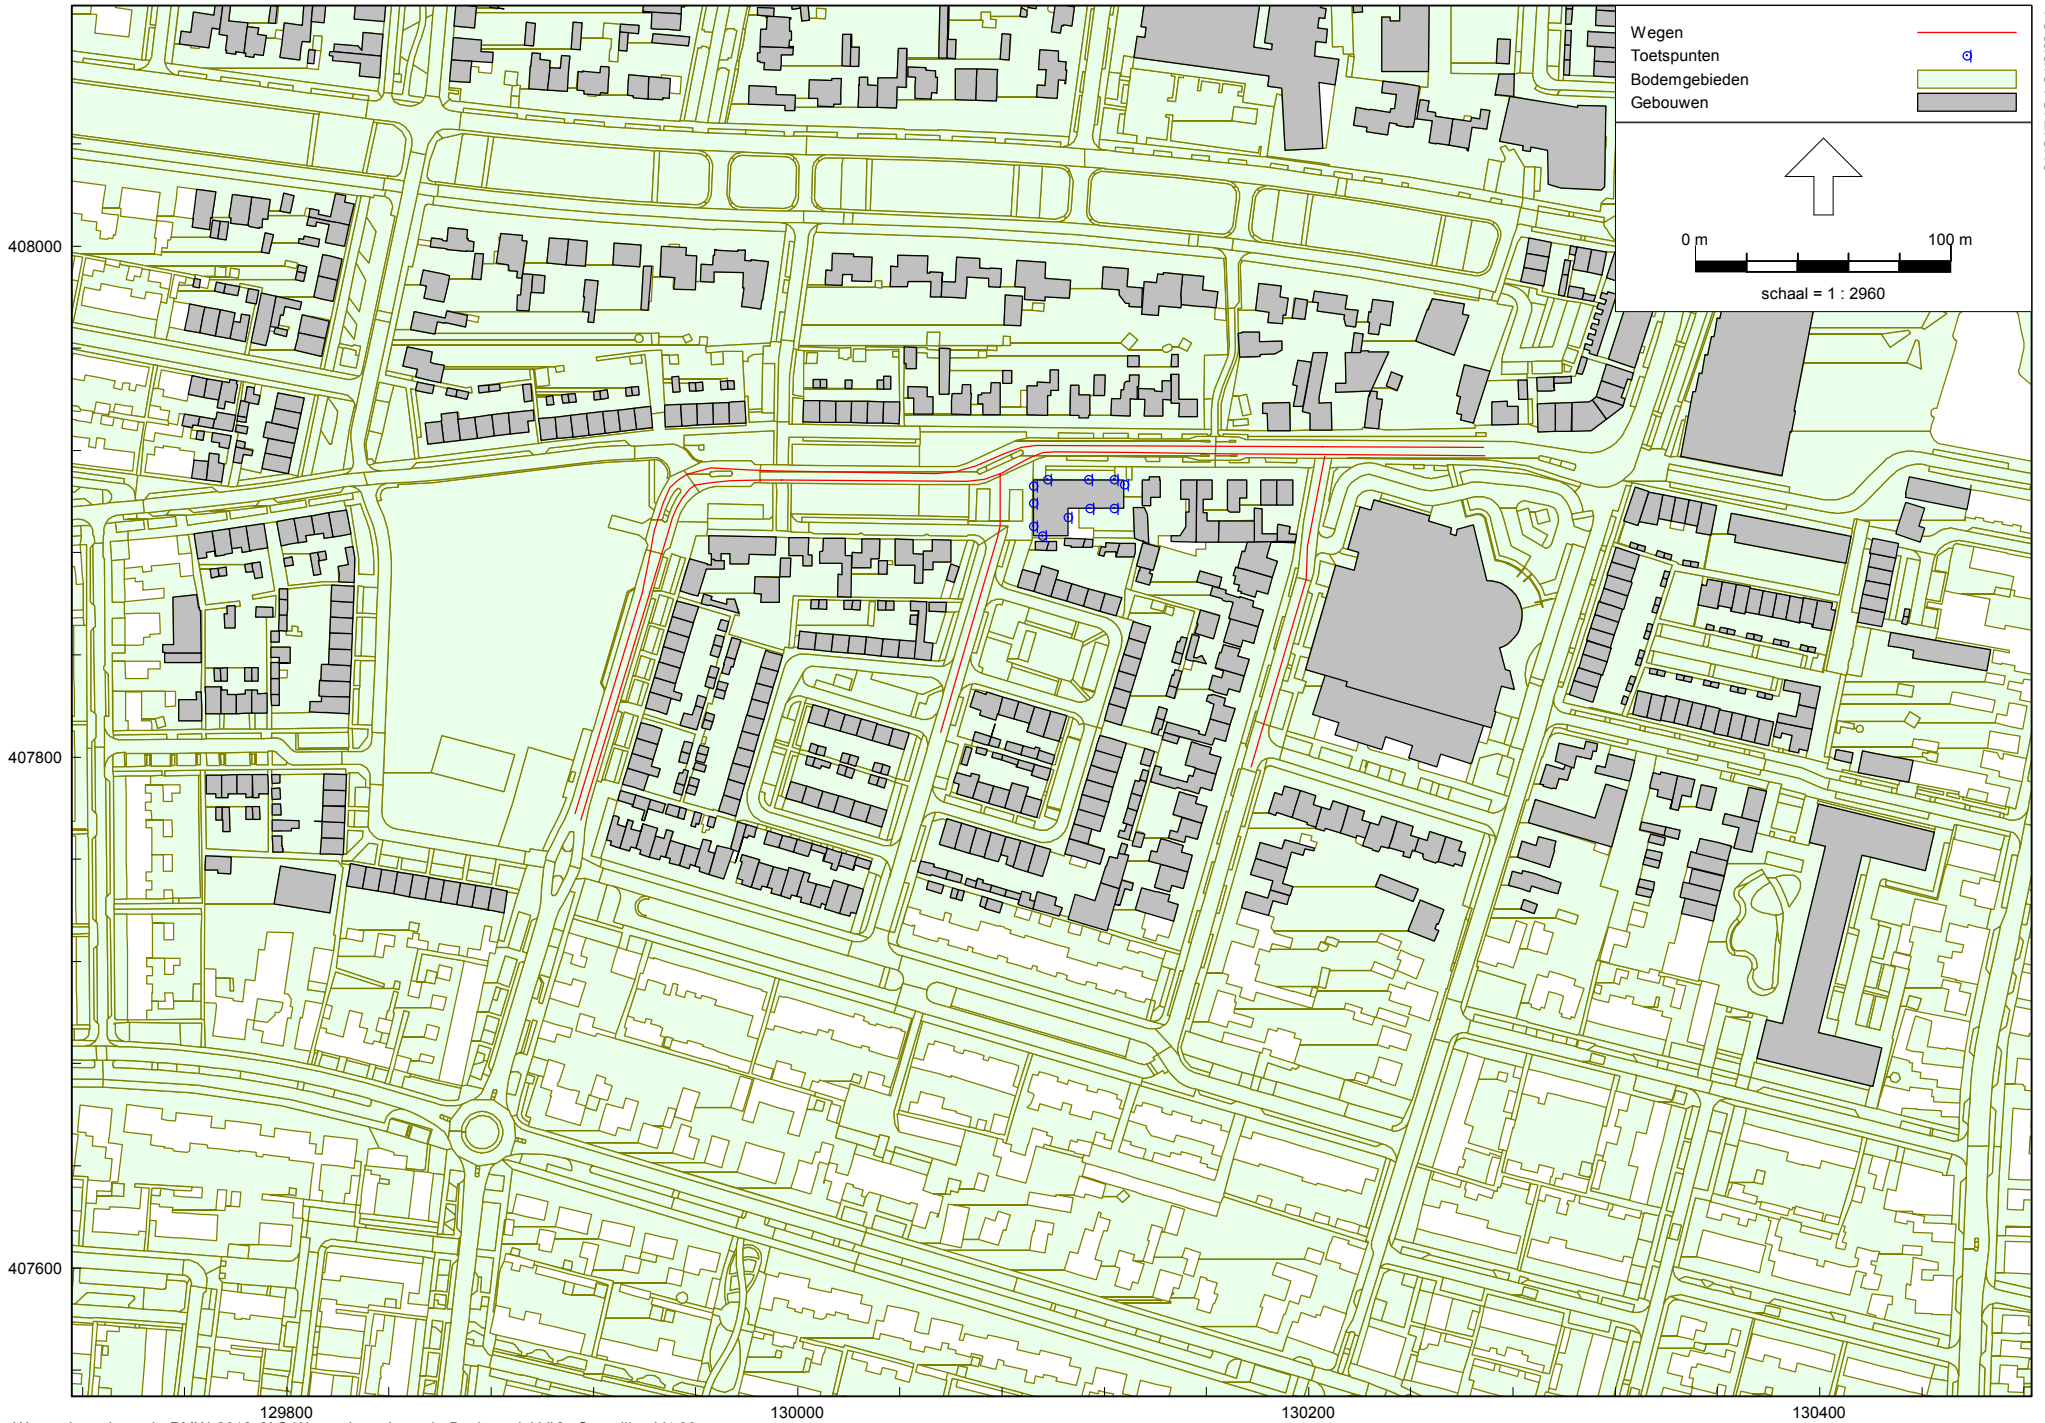 Wegen
Toetspunten
Bodemgebieden
Gebouwen
0 m 100 m
schaal = 1 : 2960
408000
407800
407600
129800 130000 130200 130400